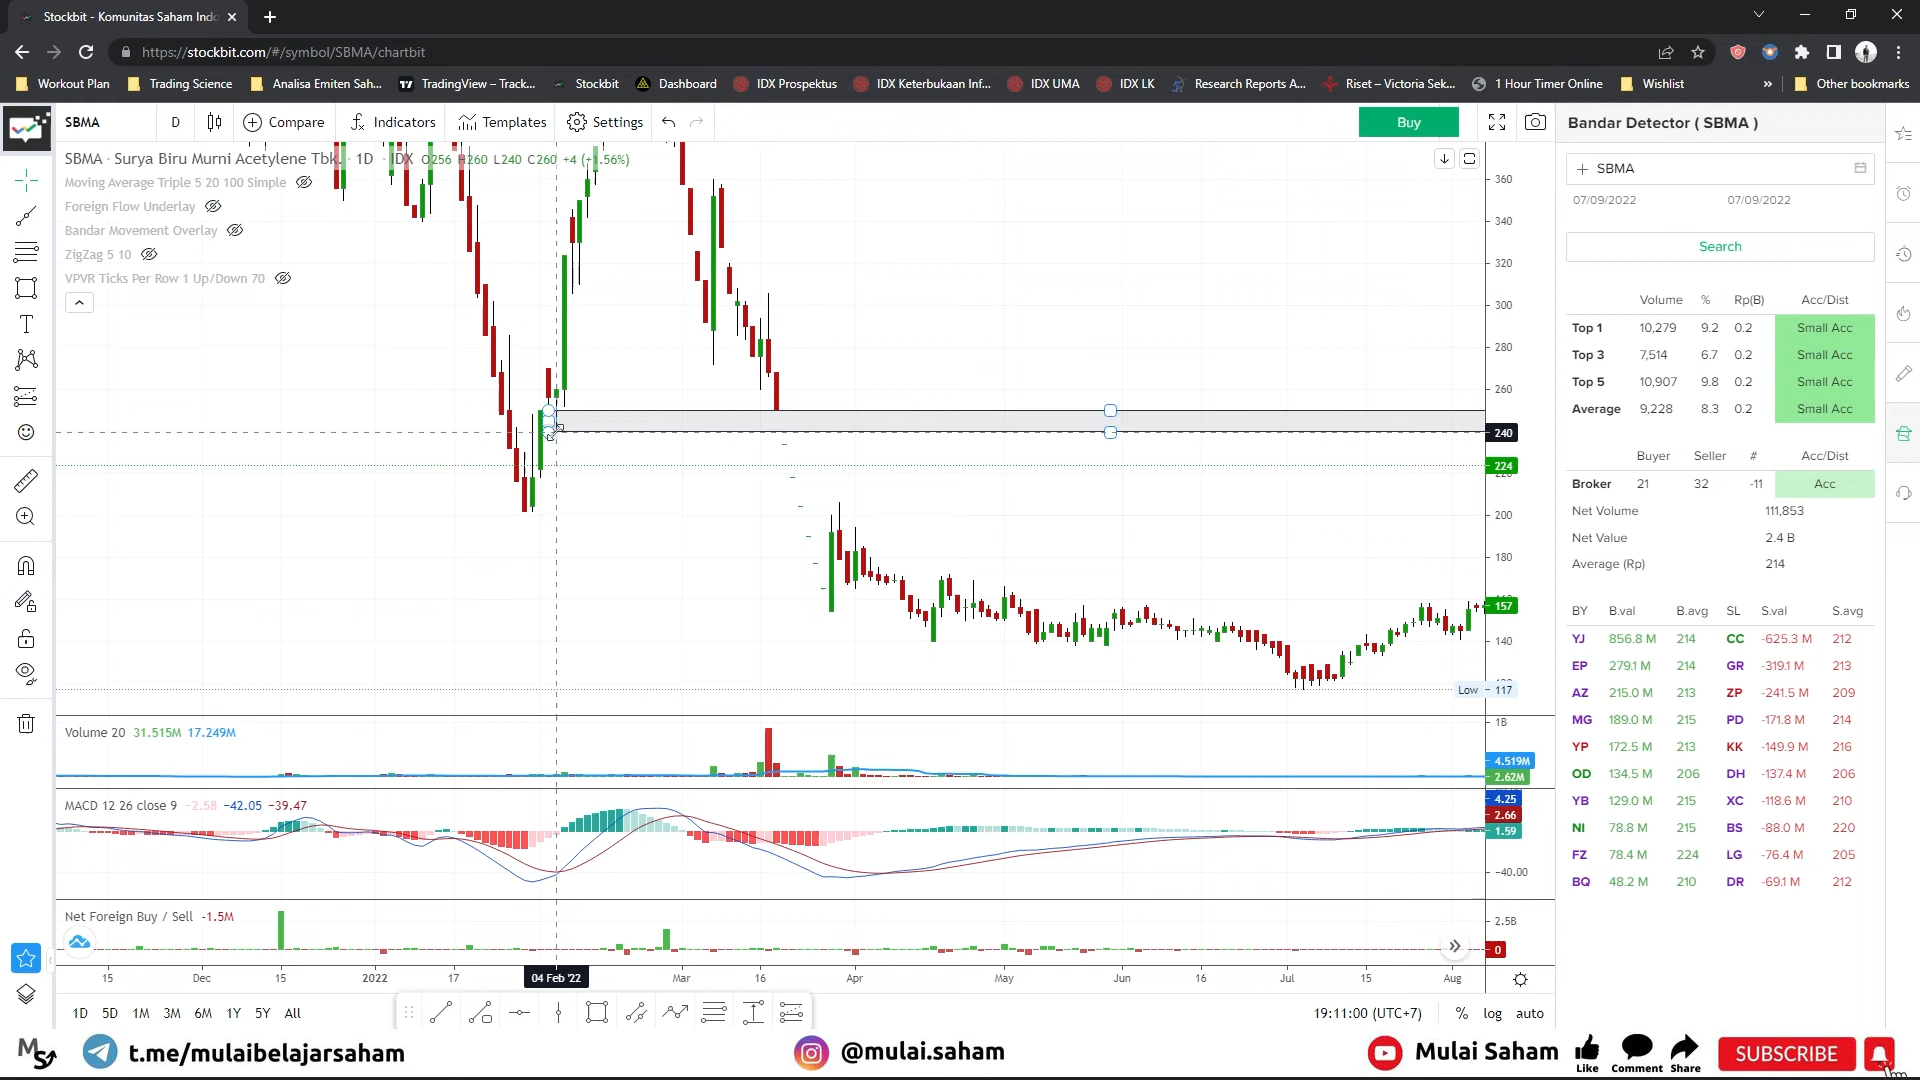 Stockbit - Komunitas Saham Indo
https://stockbit.com/#/symbol/SBMA/chartbit
Workout Plan Trading Science Analisa Emiten Sah... TradingView – Track... Stockbit Dashboard IDX Prospektus IDX Keterbukaan Inf... IDX UMA IDX LK Research Reports A... Riset – Victoria Sek... 1 Hour Timer Online Wishlist » Other bookmarks
SBMA D Compare Indicators Templates Settings Buy
Bandar Detector ( SBMA )
SBMA · Surya Biru Murni Acetylene Tbk. · 1D · IDX O256 H260 L240 C260 +4 (+1.56%)
Moving Average Triple 5 20 100 Simple
Foreign Flow Underlay
Bandar Movement Overlay
ZigZag 5 10
VPVR Ticks Per Row 1 Up/Down 70
360
340
320
300
280
260
240
224
200
180
157
140
Low 117
Volume 20 31.515M 17.249M
1B
4.519M
2.62M
MACD 12 26 close 9 −2.58 −42.05 −39.47
4.25
2.66
1.59
−40.00
Net Foreign Buy / Sell -1.5M
2.5B
0
15 Dec 15 2022 17 04 Feb '22 Mar 16 Apr May Jun 16 Jul 15 Aug
1D 5D 1M 3M 6M 1Y 5Y All
19:11:00 (UTC+7) % log auto
SBMA
07/09/2022 07/09/2022
Search
Volume % Rp(B) Acc/Dist
Top 1 10,279 9.2 0.2 Small Acc
Top 3 7,514 6.7 0.2 Small Acc
Top 5 10,907 9.8 0.2 Small Acc
Average 9,228 8.3 0.2 Small Acc
Buyer Seller # Acc/Dist
Broker 21 32 -11 Acc
Net Volume 111,853
Net Value 2.4 B
Average (Rp) 214
BY B.val B.avg SL S.val S.avg
YJ 856.8 M 214 CC -625.3 M 212
EP 279.1 M 214 GR -319.1 M 213
AZ 215.0 M 213 ZP -241.5 M 209
MG 189.0 M 215 PD -171.8 M 214
YP 172.5 M 213 KK -149.9 M 216
OD 134.5 M 206 DH -137.4 M 206
YB 129.0 M 215 XC -118.6 M 210
NI 78.8 M 215 BS -88.0 M 220
FZ 78.4 M 224 LG -76.4 M 205
BQ 48.2 M 210 DR -69.1 M 212
MS t.me/mulaibelajarsaham @mulai.saham Mulai Saham Like Comment Share SUBSCRIBE